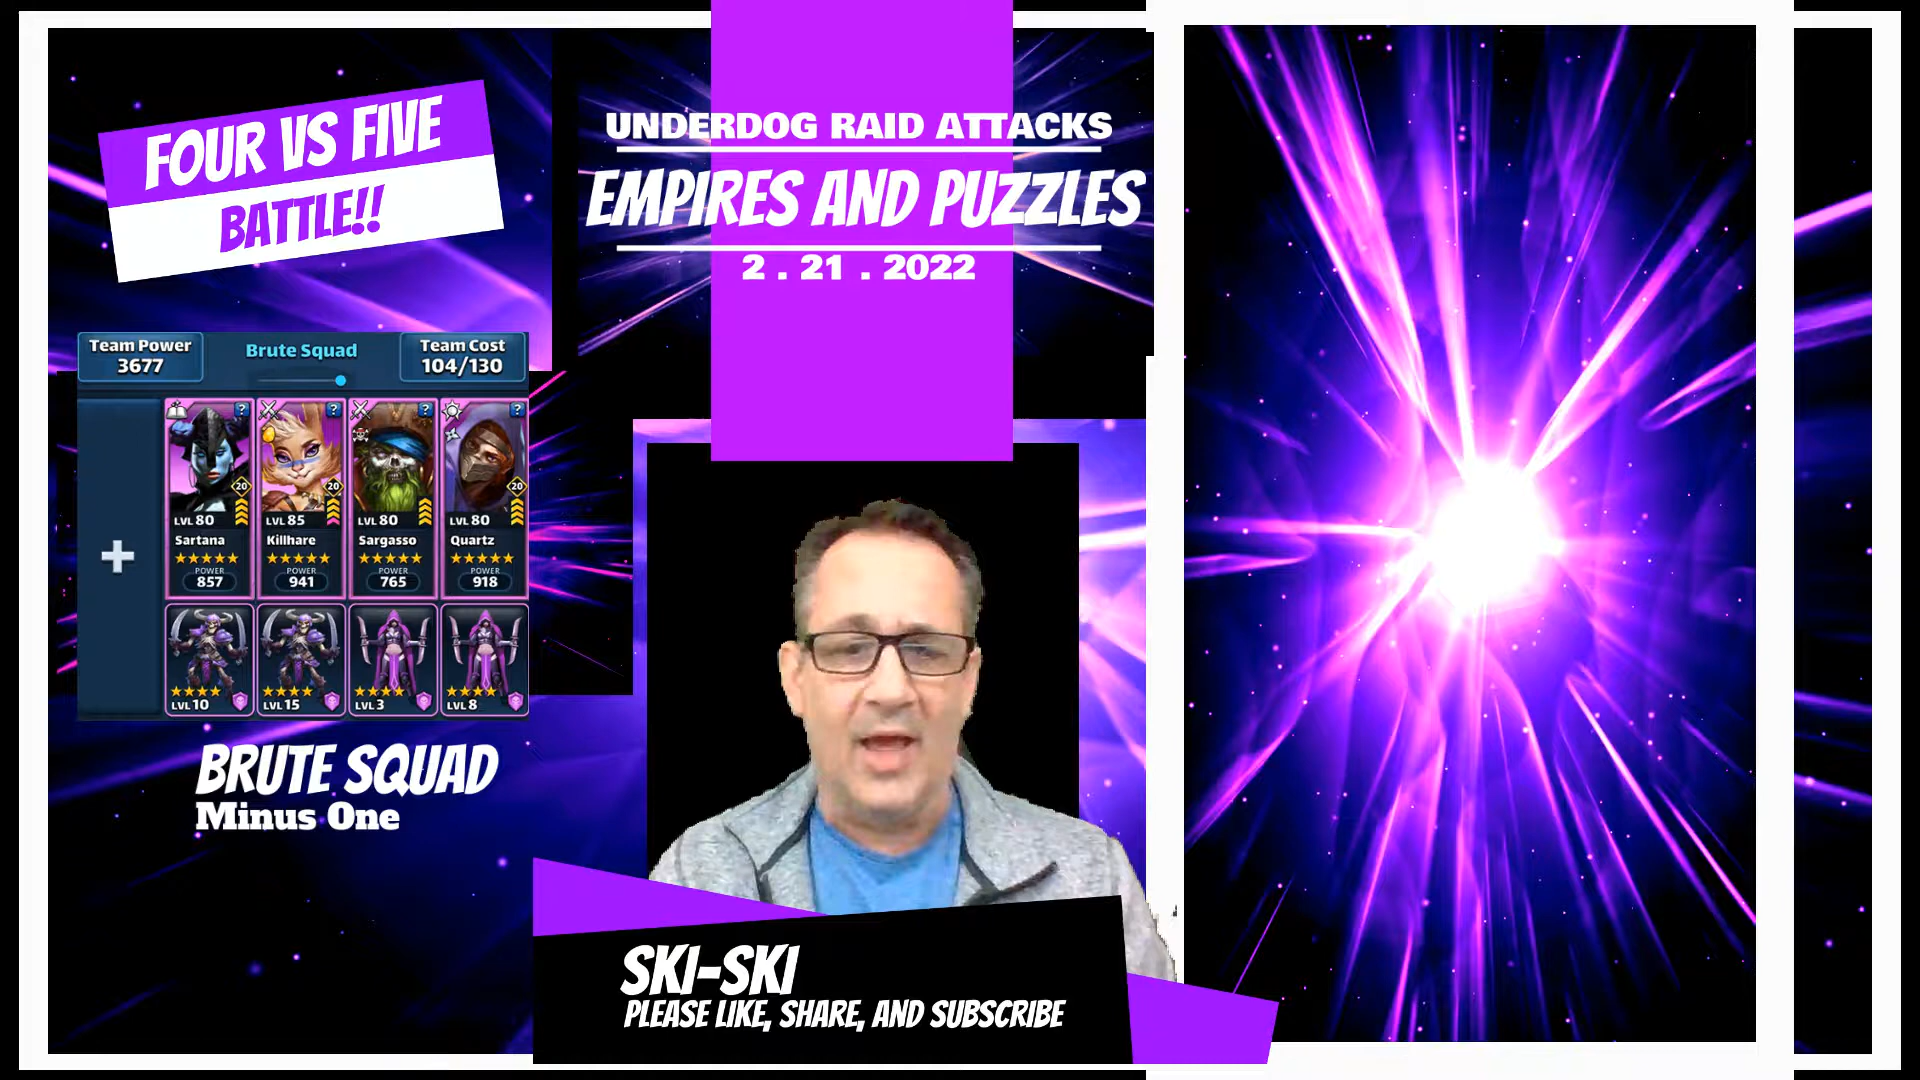 FOUR VS FIVE
BATTLE!!
UNDERDOG RAID ATTACKS
EMPIRES AND PUZZLES
2 . 21 . 2022
Team Power
3677
Brute Squad
Team Cost
104/130
? ? ? ?
20 20 20
LVL 80 LVL 85 LVL 80 LVL 80
Sartana Killhare Sargasso Quartz
POWER POWER POWER POWER
857 941 765 918
LVL 10 LVL 15 LVL 3 LVL 8
BRUTE SQUAD
Minus One
SKI-SKI
PLEASE LIKE, SHARE, AND SUBSCRIBE